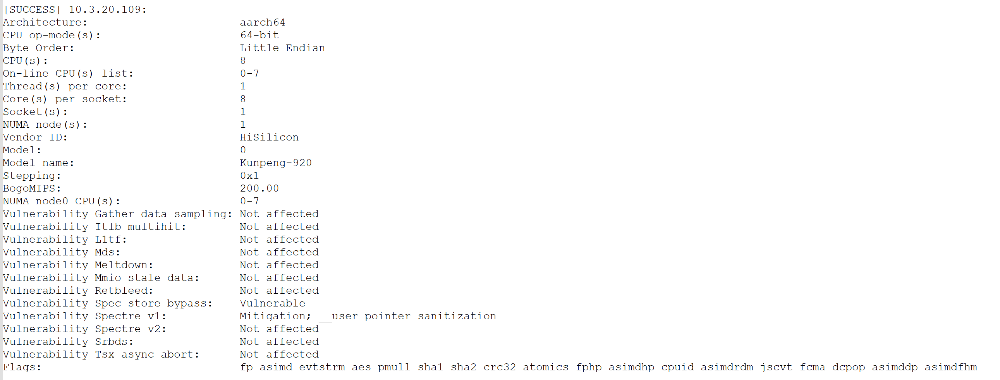 [SUCCESS] 10.3.20.109:
Architecture: aarch64
CPU op-mode(s): 64-bit
Byte Order: Little Endian
CPU(s): 8
On-line CPU(s) list: 0-7
Thread(s) per core: 1
Core(s) per socket: 8
Socket(s): 1
NUMA node(s): 1
Vendor ID: HiSilicon
Model: 0
Model name: Kunpeng-920
Stepping: 0x1
BogoMIPS: 200.00
NUMA node0 CPU(s): 0-7
Vulnerability Gather data sampling: Not affected
Vulnerability Itlb multihit: Not affected
Vulnerability L1tf: Not affected
Vulnerability Mds: Not affected
Vulnerability Meltdown: Not affected
Vulnerability Mmio stale data: Not affected
Vulnerability Retbleed: Not affected
Vulnerability Spec store bypass: Vulnerable
Vulnerability Spectre v1: Mitigation; __user pointer sanitization
Vulnerability Spectre v2: Not affected
Vulnerability Srbds: Not affected
Vulnerability Tsx async abort: Not affected
Flags: fp asimd evtstrm aes pmull sha1 sha2 crc32 atomics fphp asimdhp cpuid asimdrdm jscvt fcma dcpop asimddp asimdfhm